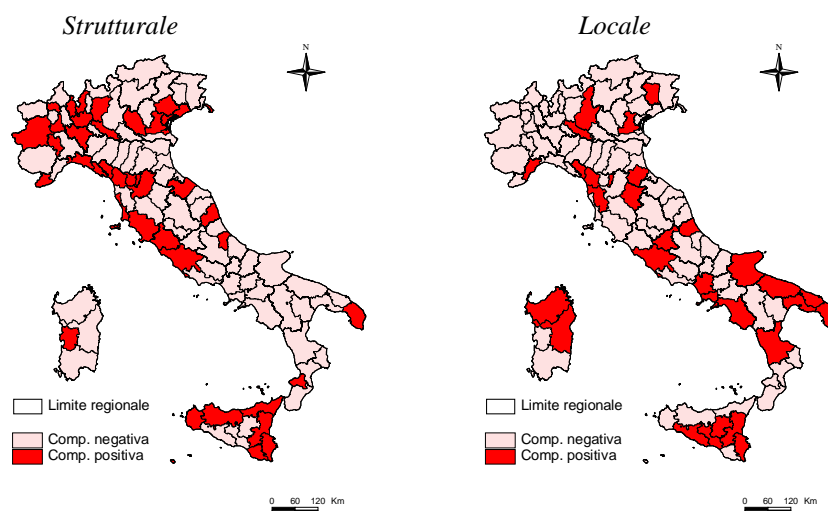 Strutturale
N
Limite regionale
Comp. negativa
Comp. positiva
0 60 120 Km
Locale
N
Limite regionale
Comp. negativa
Comp. positiva
0 60 120 Km